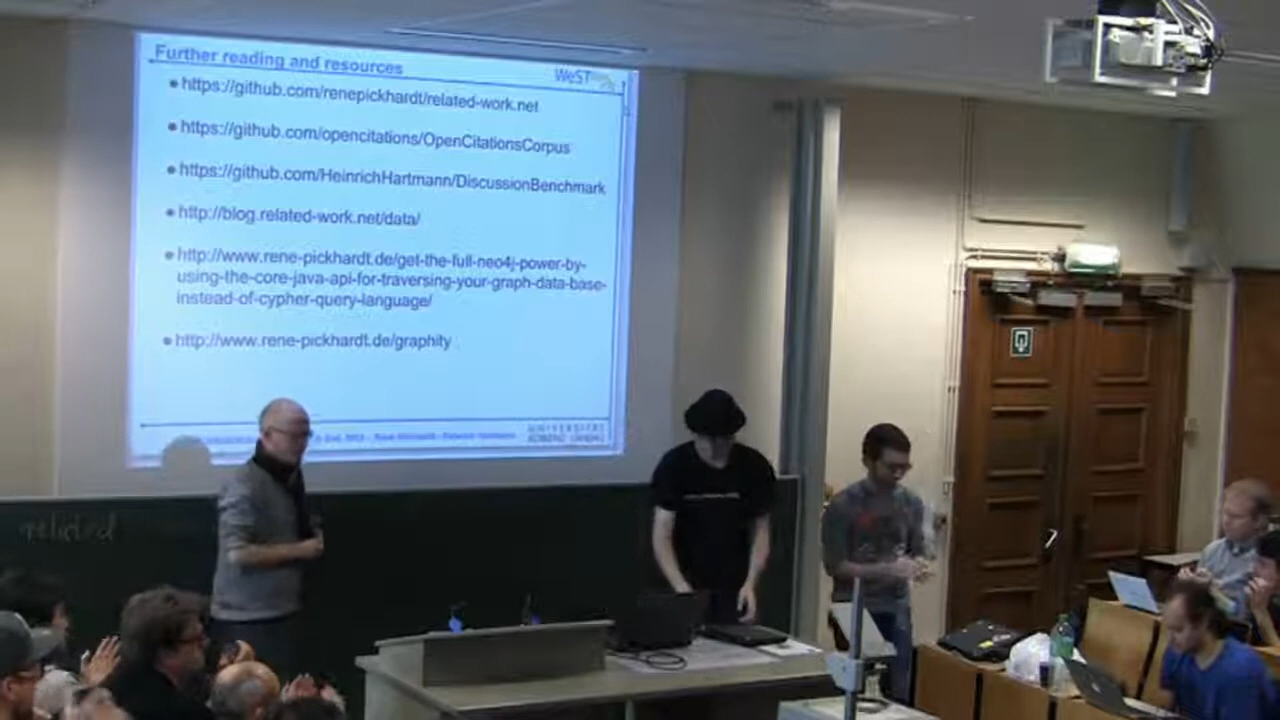 Further reading and resources
WeST
https://github.com/renepickhardt/related-work.net
https://github.com/opencitations/OpenCitationsCorpus
https://github.com/HeinrichHartmann/DiscussionBenchmark
http://blog.related-work.net/data/
http://www.rene-pickhardt.de/get-the-full-neo4j-power-by-
using-the-core-java-api-for-traversing-your-graph-data-base-
instead-of-cypher-query-language/
http://www.rene-pickhardt.de/graphity